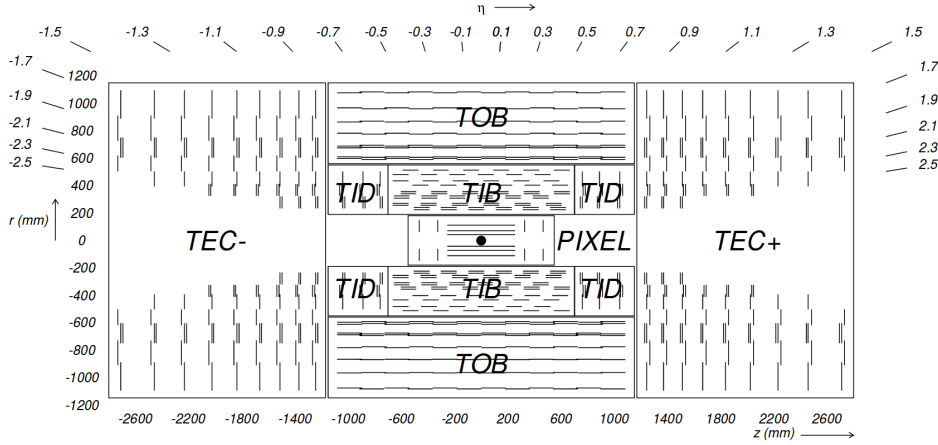 η
-1.5 -1.3 -1.1 -0.9 -0.7 -0.5 -0.3 -0.1 0.1 0.3 0.5 0.7 0.9 1.1 1.3 1.5
-1.7 1.7
-1.9 1.9
-2.1 2.1
-2.3 2.3
-2.5 2.5
1200
1000
800
600
400
200
0
-200
-400
-600
-800
-1000
-1200
r (mm)
TOB
TID TIB TID
TEC- PIXEL TEC+
TID TIB TID
TOB
-2600 -2200 -1800 -1400 -1000 -600 -200 200 600 1000 1400 1800 2200 2600
z (mm)